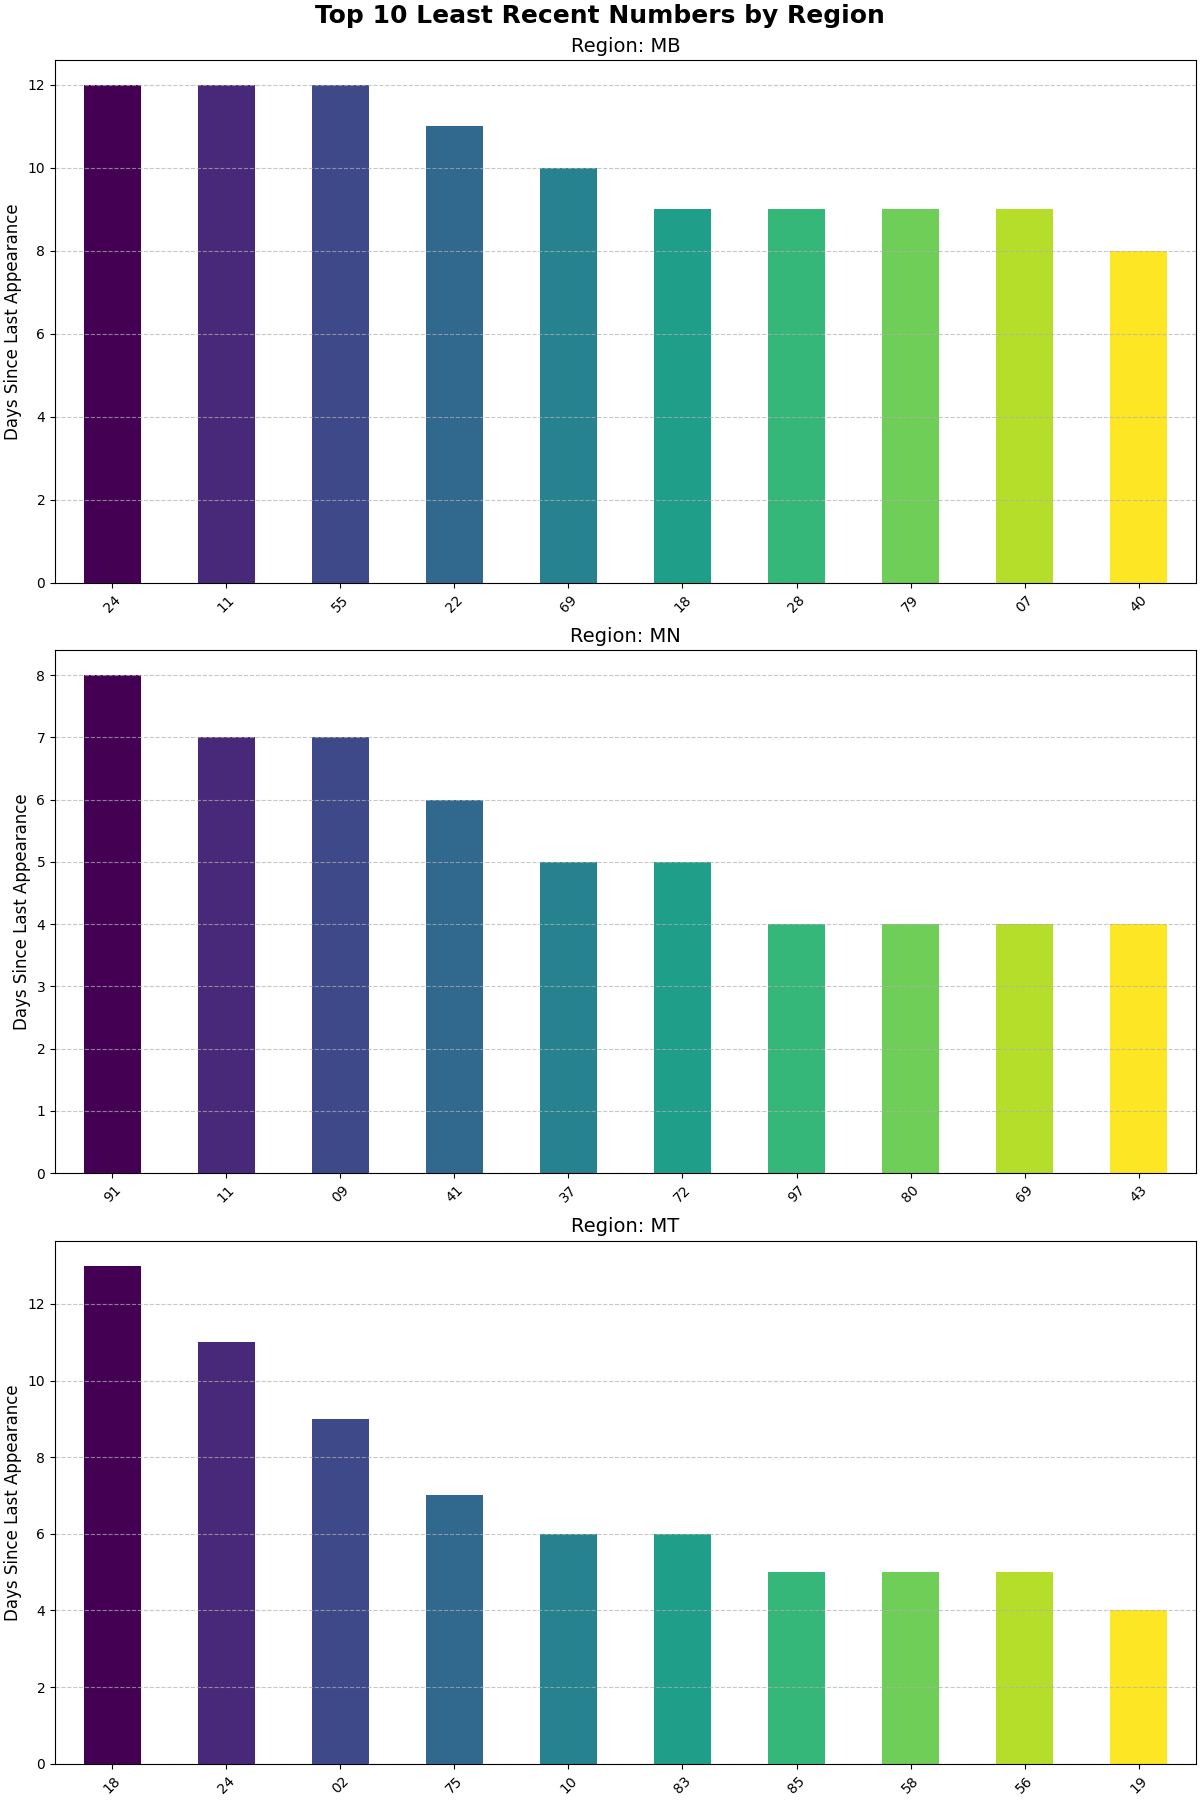 Top 10 Least Recent Numbers by Region
Region: MB
Days Since Last Appearance
12
10
8
6
4
2
0
24 11 55 22 69 18 28 79 07 40
Region: MN
Days Since Last Appearance
8
7
6
5
4
3
2
1
0
91 11 09 41 37 72 97 80 69 43
Region: MT
Days Since Last Appearance
12
10
8
6
4
2
0
18 24 02 75 10 83 85 58 56 19